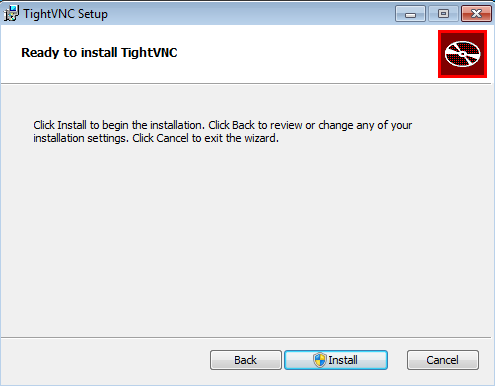 TightVNC Setup
Ready to install TightVNC
Click Install to begin the installation. Click Back to review or change any of your
installation settings. Click Cancel to exit the wizard.
Back
Install
Cancel